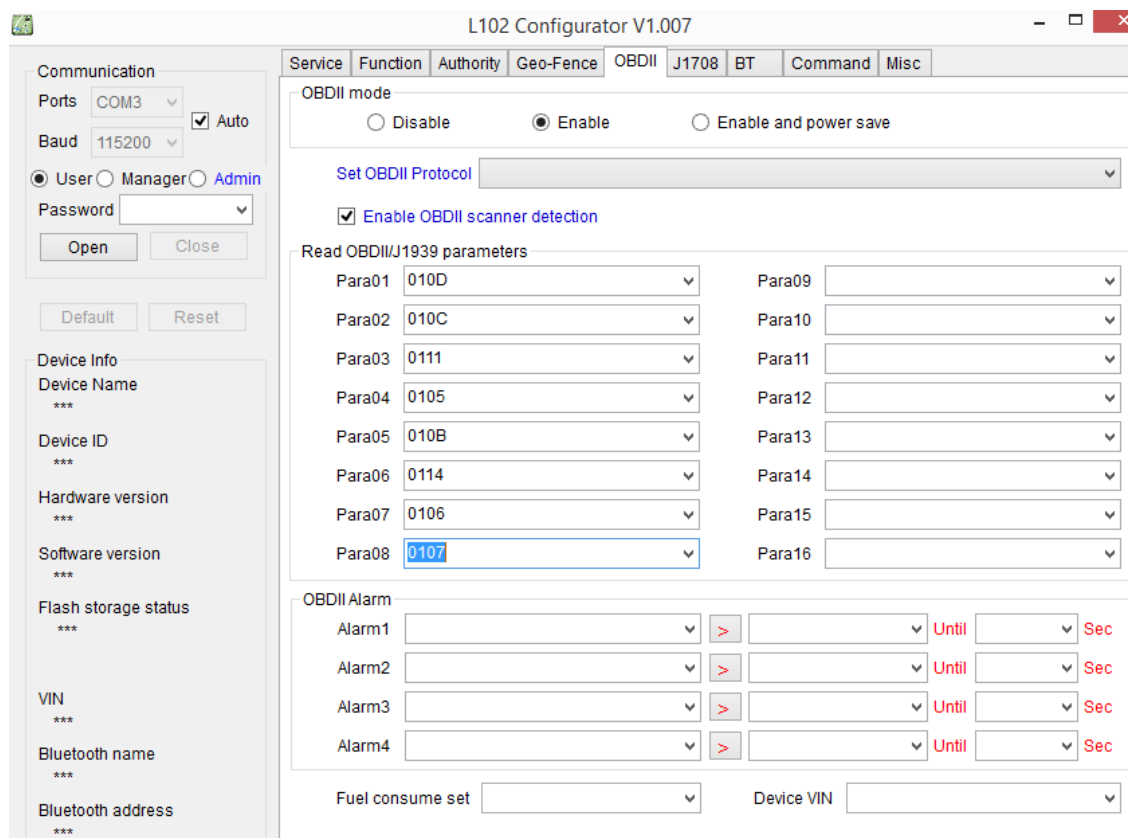 L102 Configurator V1.007
Communication
Ports COM3
Auto
Baud 115200
User Manager Admin
Password
Open Close
Default Reset
Device Info
Device Name
***
Device ID
***
Hardware version
***
Software version
***
Flash storage status
***
VIN
***
Bluetooth name
***
Bluetooth address
***
Service Function Authority Geo-Fence OBDII J1708 BT Command Misc
OBDII mode
Disable Enable Enable and power save
Set OBDII Protocol
Enable OBDII scanner detection
Read OBDII/J1939 parameters
Para01 010D Para09
Para02 010C Para10
Para03 0111 Para11
Para04 0105 Para12
Para05 010B Para13
Para06 0114 Para14
Para07 0106 Para15
Para08 0107 Para16
OBDII Alarm
Alarm1 > Until Sec
Alarm2 > Until Sec
Alarm3 > Until Sec
Alarm4 > Until Sec
Fuel consume set Device VIN